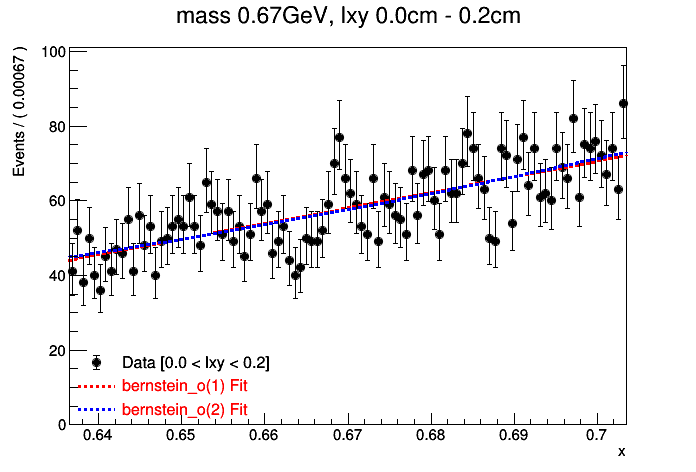 mass 0.67GeV, lxy 0.0cm - 0.2cm
Events / ( 0.00067 )
100
80
60
40
20
0
Data [0.0 < lxy < 0.2]
bernstein_o(1) Fit
bernstein_o(2) Fit
0.64 0.65 0.66 0.67 0.68 0.69 0.7
x